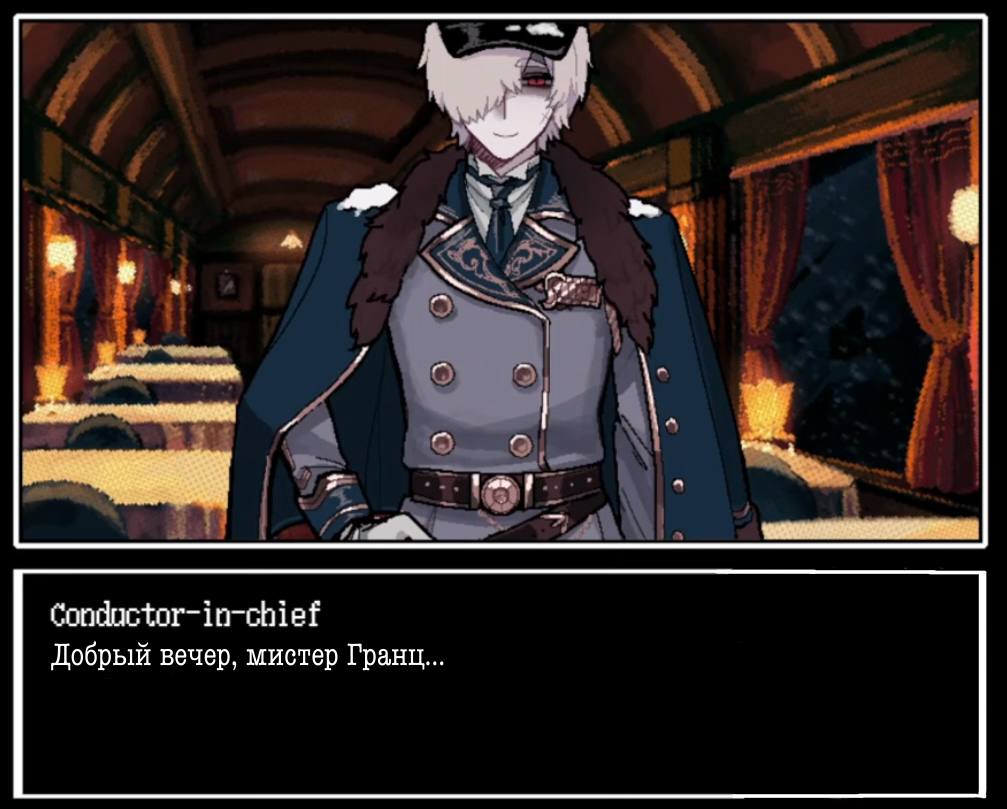 Conductor-in-chief
Добрый вечер, мистер Гранц...